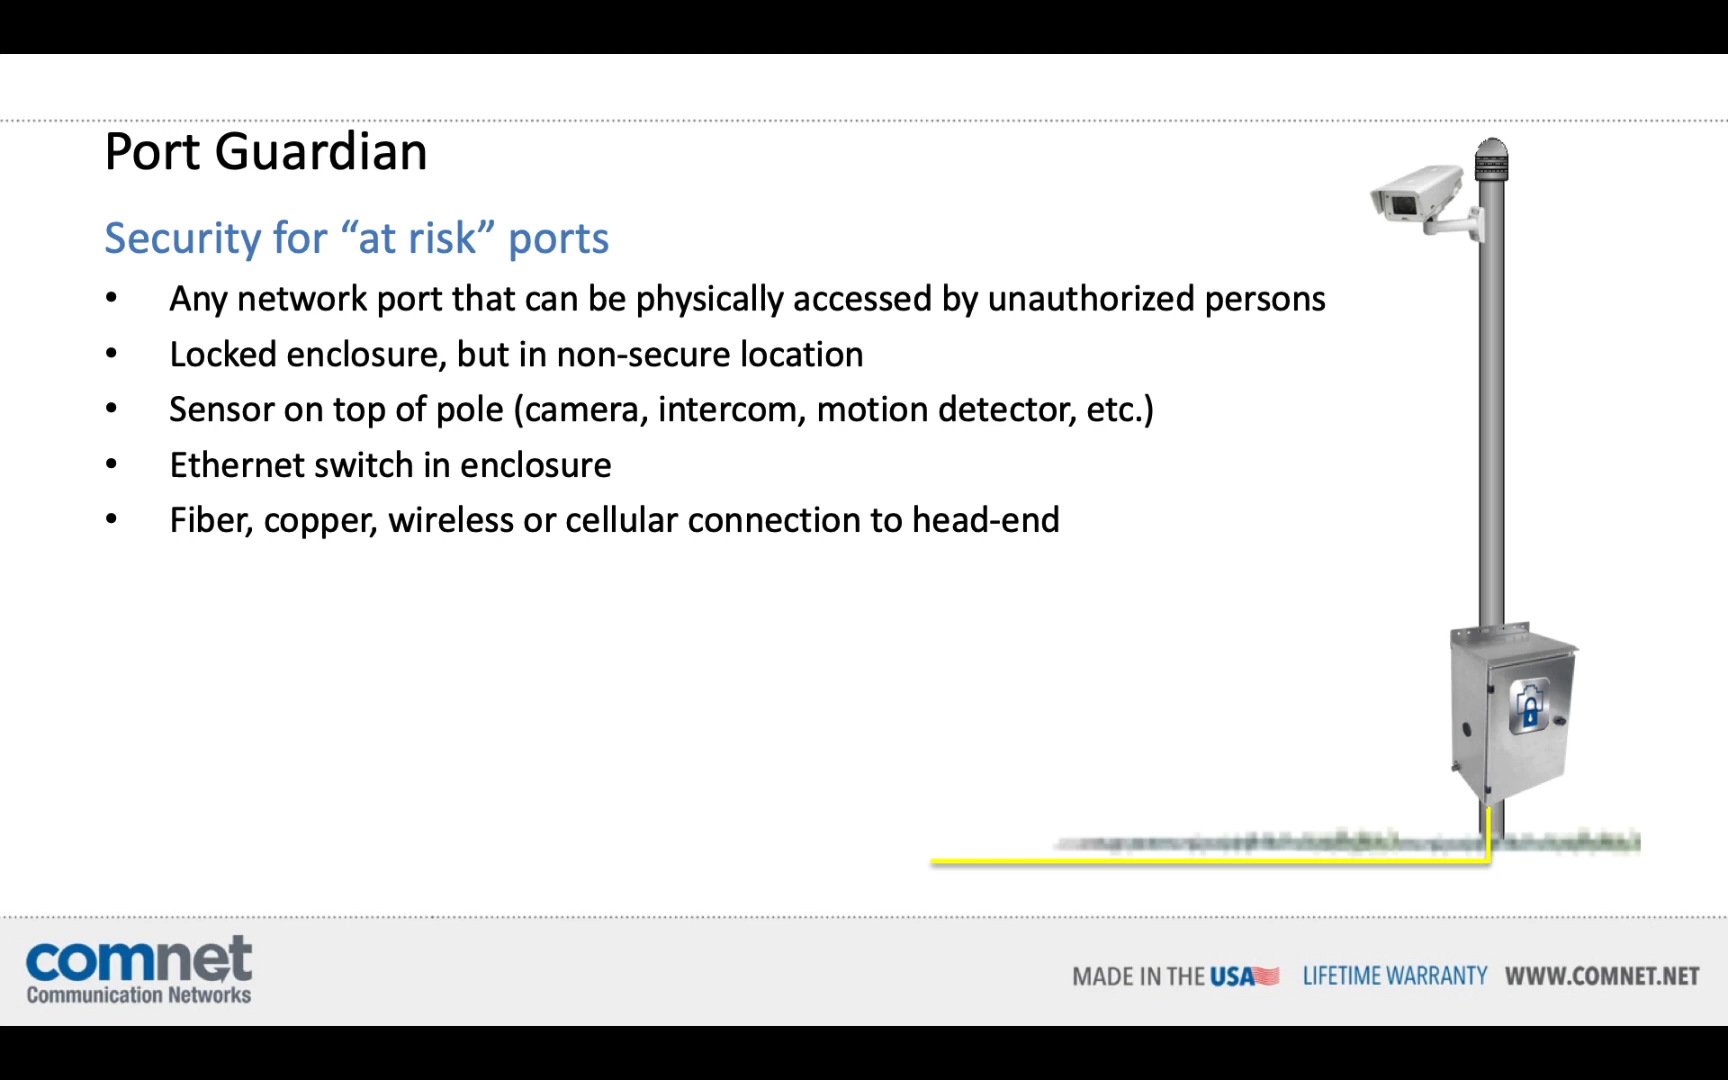 Port Guardian
Security for “at risk” ports
• Any network port that can be physically accessed by unauthorized persons
• Locked enclosure, but in non-secure location
• Sensor on top of pole (camera, intercom, motion detector, etc.)
• Ethernet switch in enclosure
• Fiber, copper, wireless or cellular connection to head-end
comnet
Communication Networks
MADE IN THE USA LIFETIME WARRANTY WWW.COMNET.NET